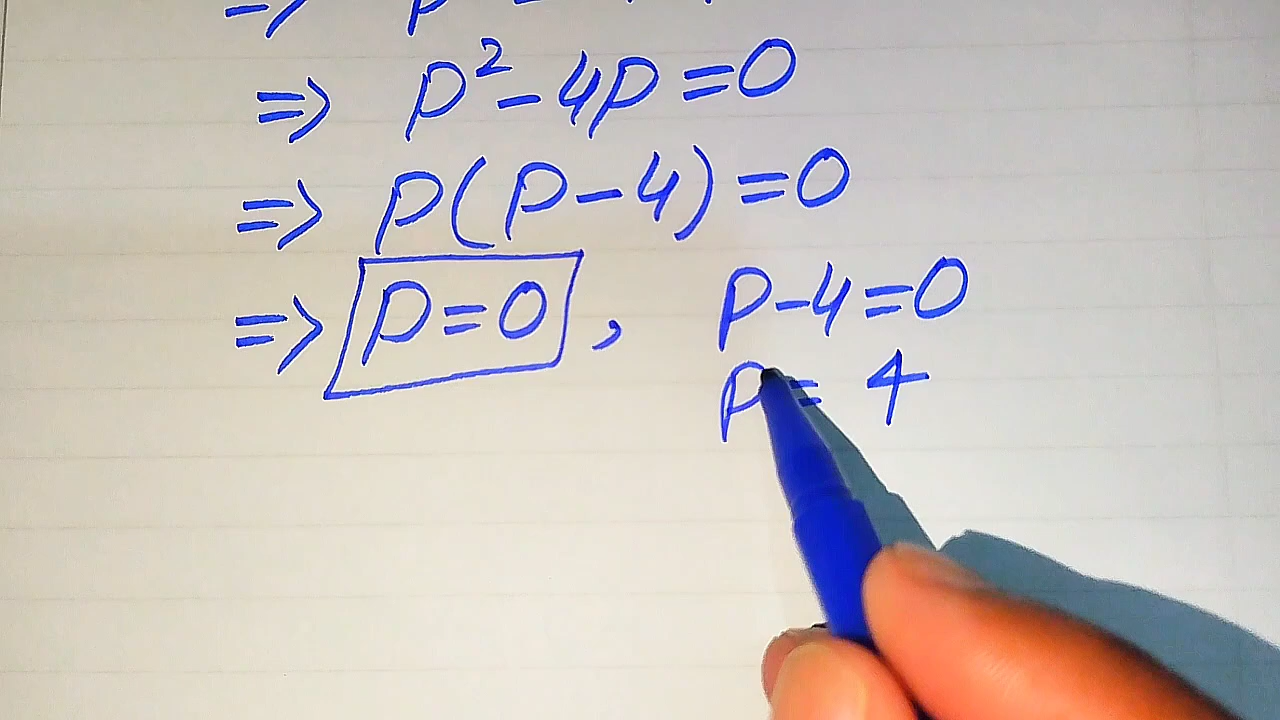 => p² - 4p = 0
=> p(p - 4) = 0
=> p = 0 , p - 4 = 0
p = 4